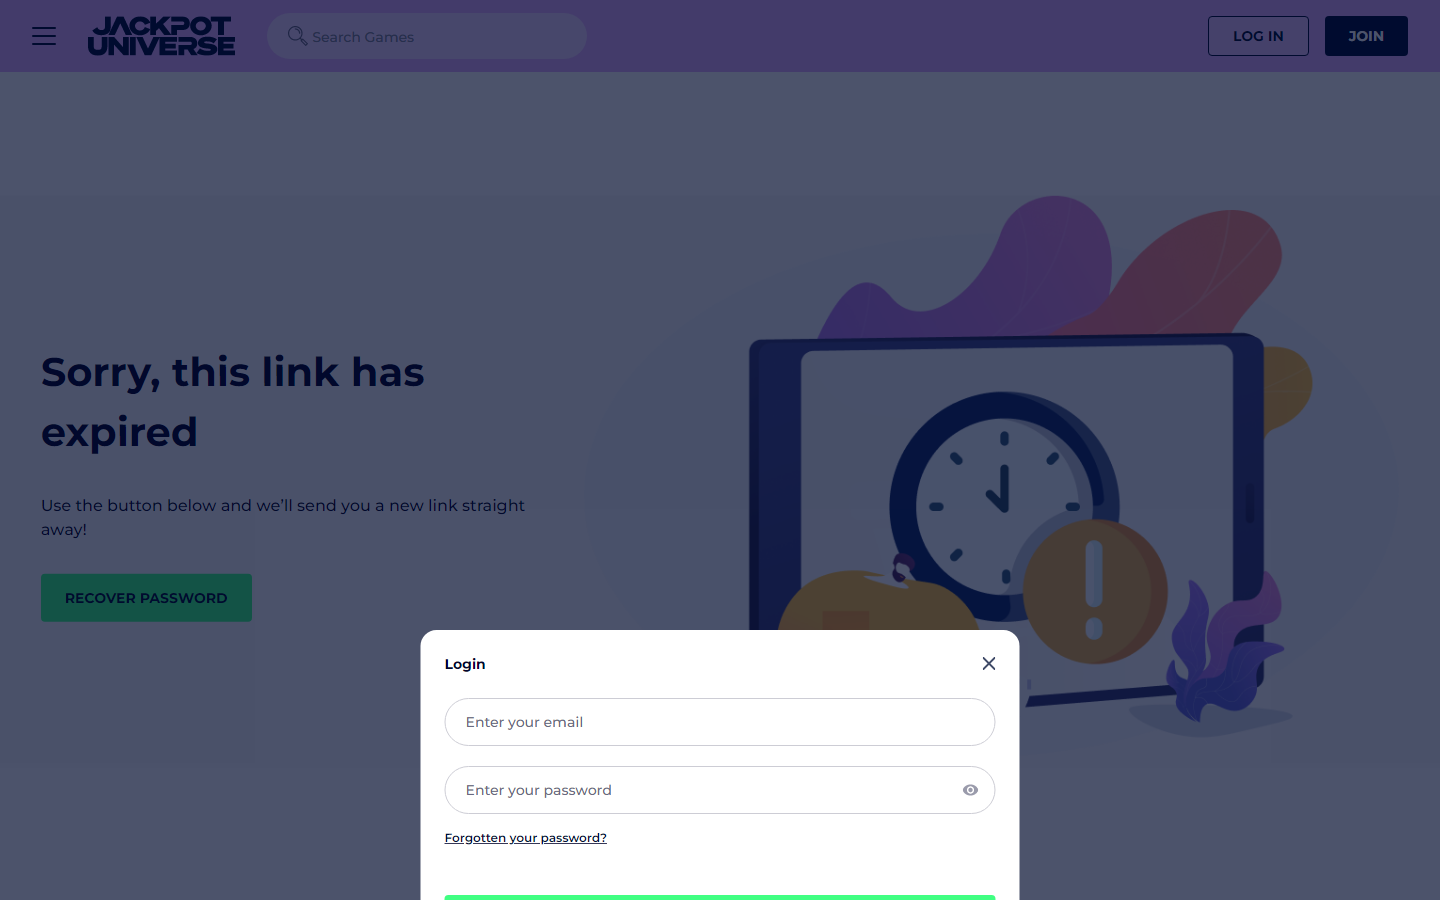 JACKPOT
UNIVERSE
Search Games
LOG IN
JOIN
Sorry, this link has
expired
Use the button below and we’ll send you a new link straight
away!
RECOVER PASSWORD
Login
Enter your email
Enter your password
Forgotten your password?